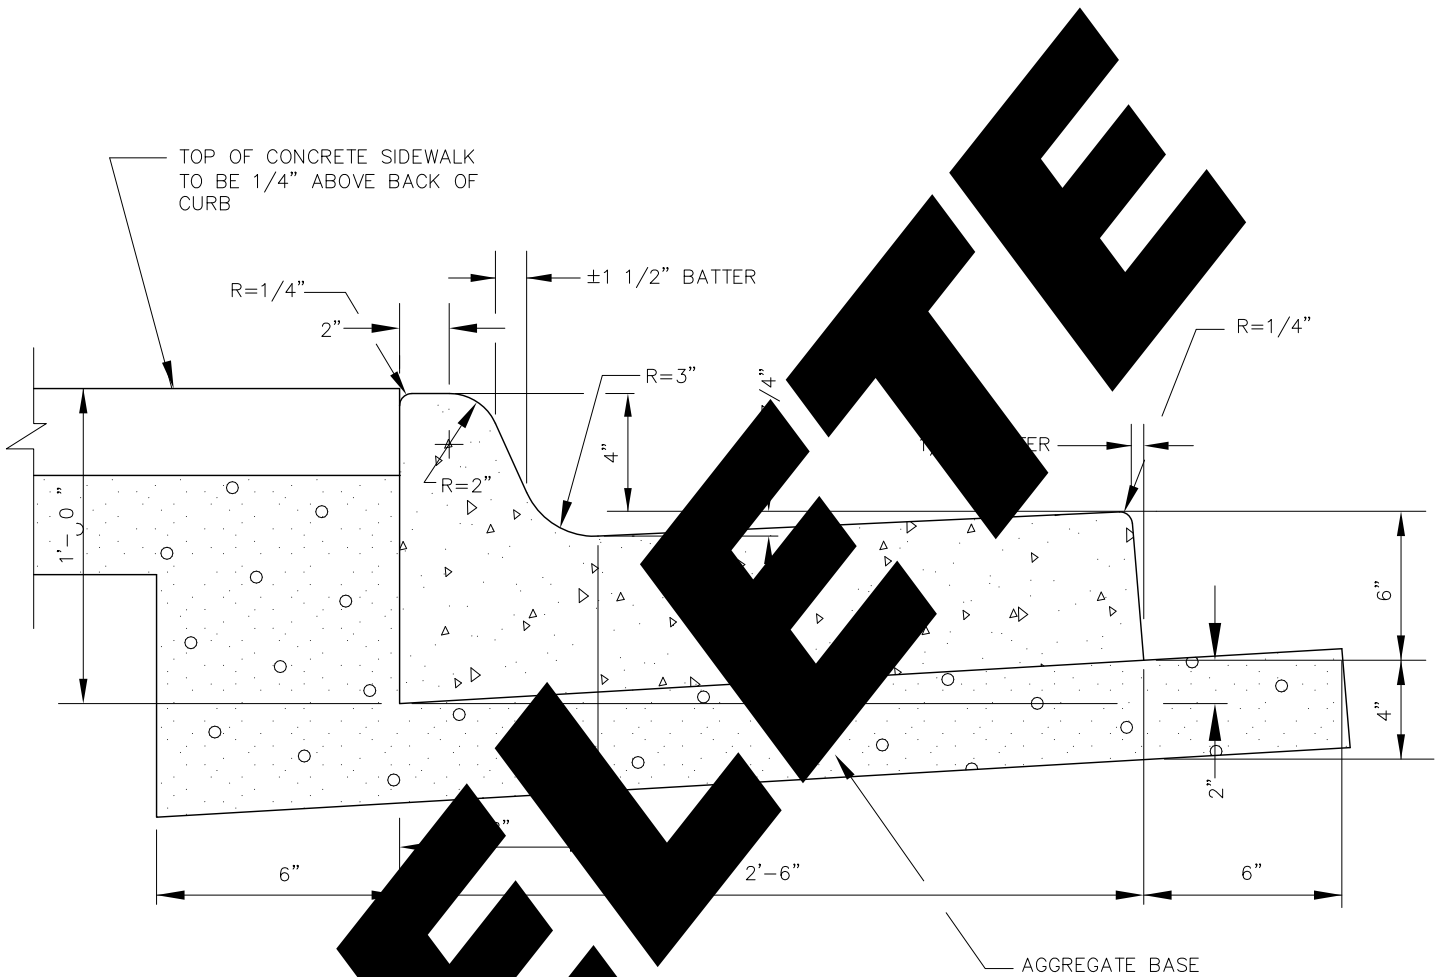 TOP OF CONCRETE SIDEWALK
TO BE 1/4” ABOVE BACK OF
CURB
±1 1/2” BATTER
R=1/4”
2”
R=1/4”
R=3”
4”
R=2”
1’-0”
6”
4”
2”
6”
2’-6”
6”
AGGREGATE BASE
ELETE